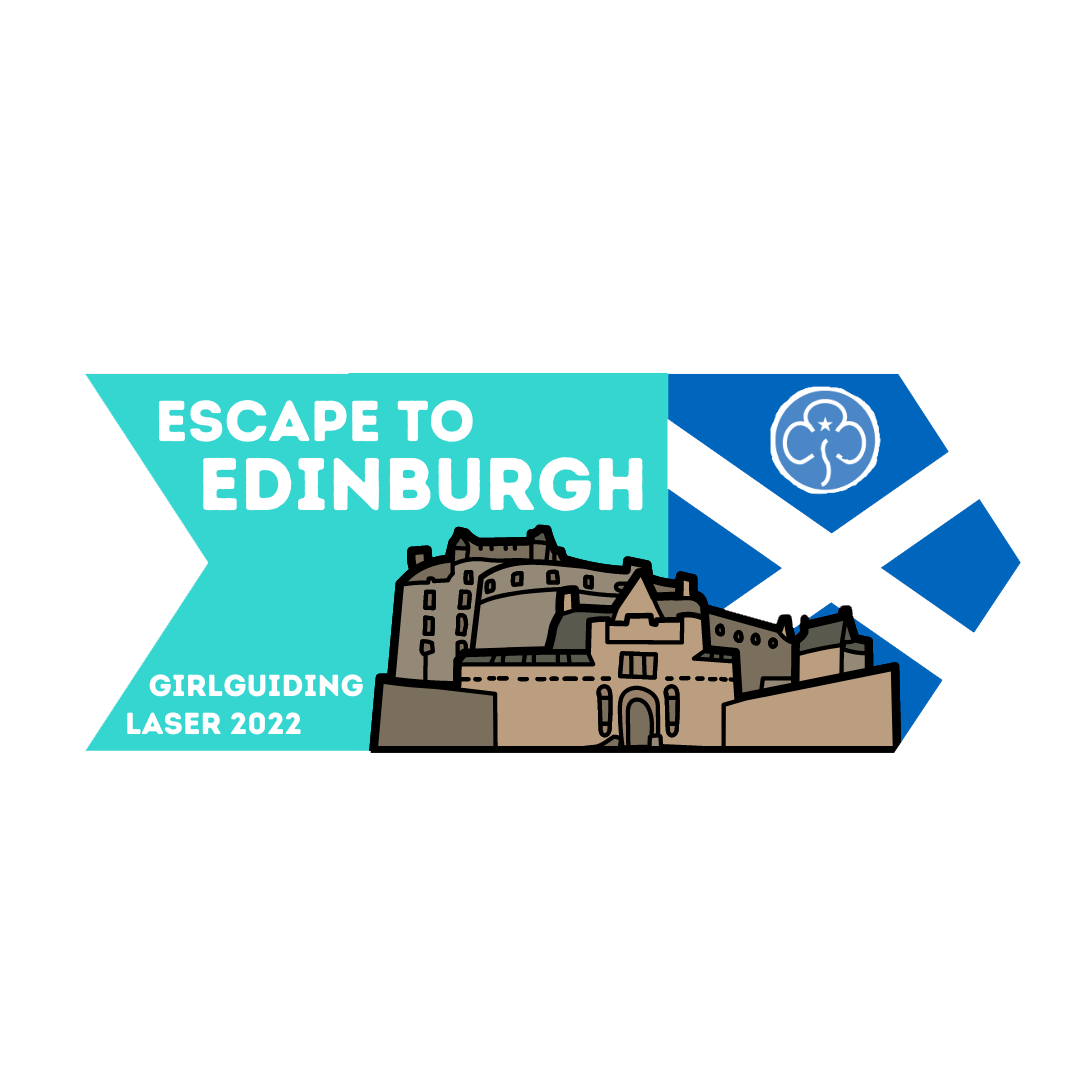 ESCAPE TO
EDINBURGH
GIRLGUIDING
LASER 2022